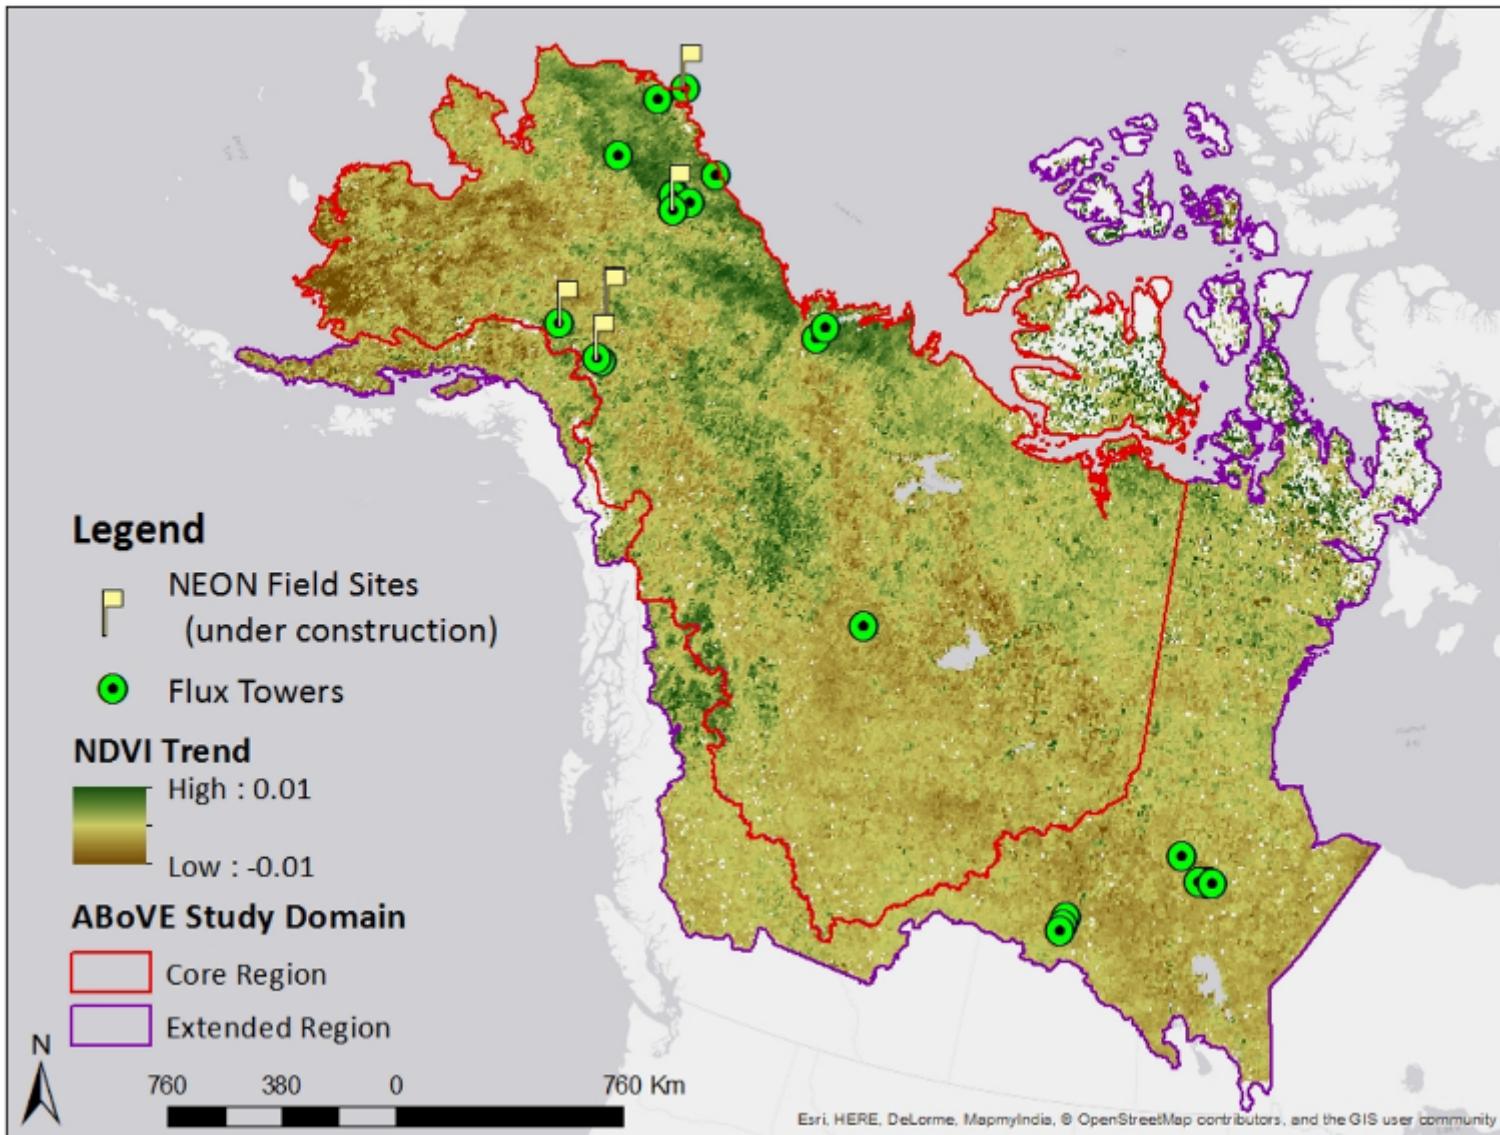 Legend
NEON Field Sites
(under construction)
Flux Towers
NDVI Trend
High : 0.01
Low : -0.01
ABoVE Study Domain
Core Region
Extended Region
N
760 380 0 760 Km
Esri, HERE, DeLorme, MapmyIndia, © OpenStreetMap contributors, and the GIS user community